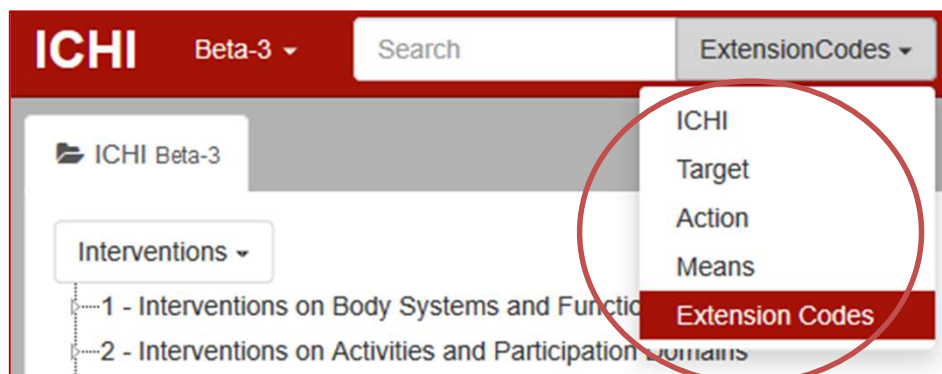 ICHI Beta-3 Search ExtensionCodes
ICHI
Target
Action
Means
Extension Codes
ICHI Beta-3
Interventions
1 - Interventions on Body Systems and
2 - Interventions on Activities and Participation Domains